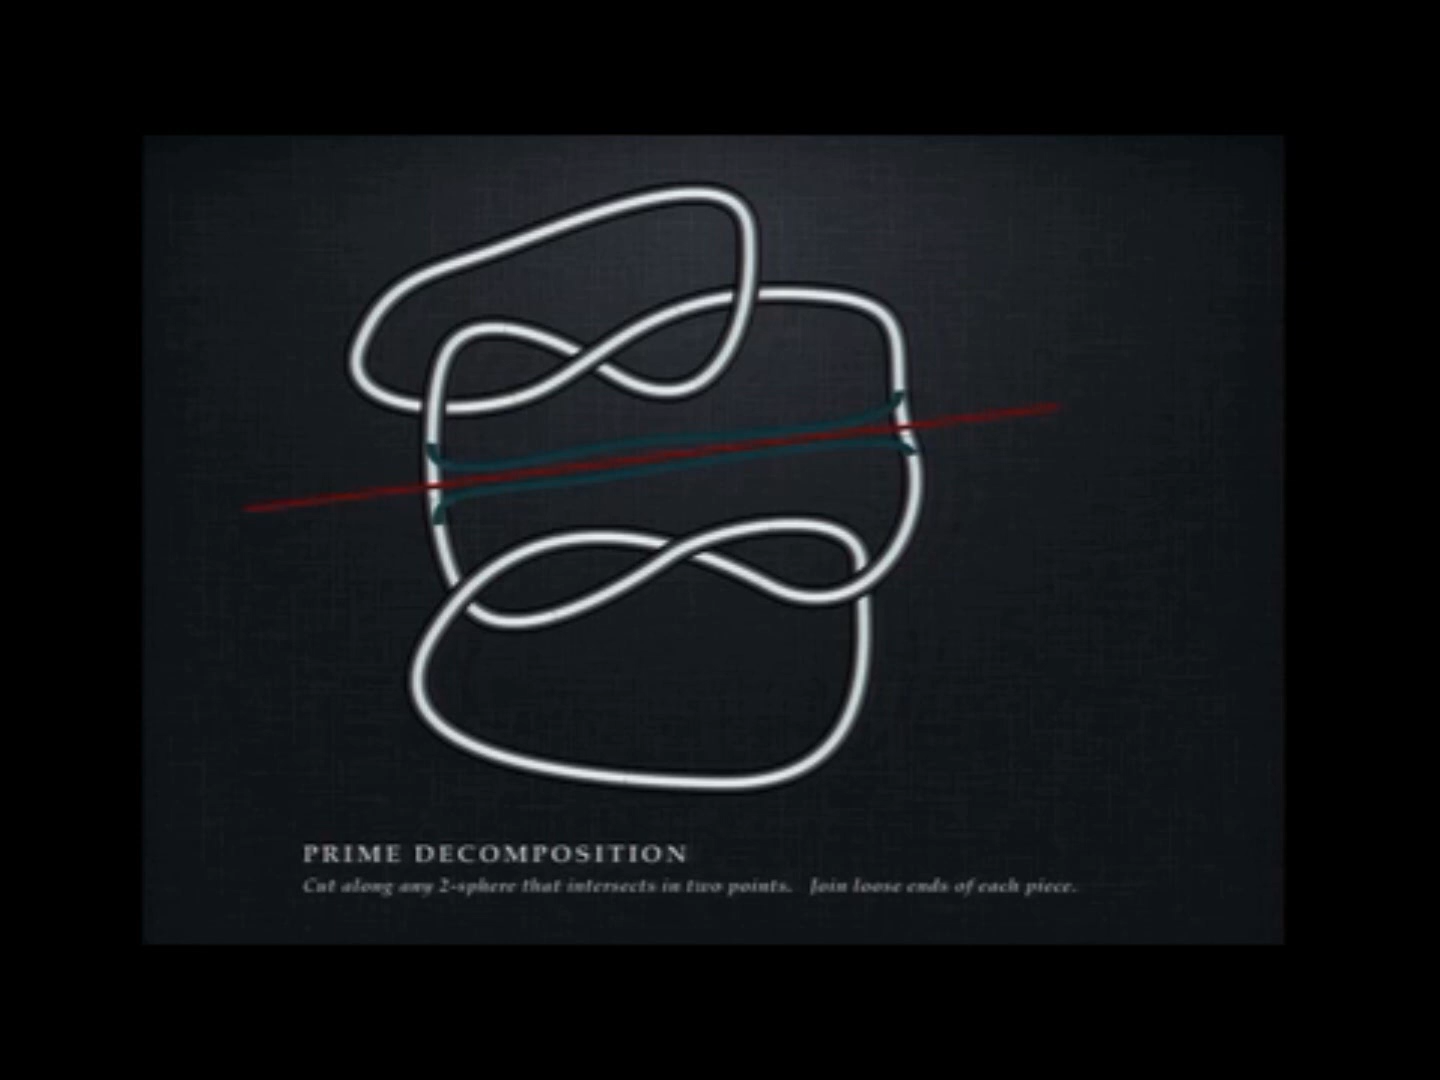 PRIME DECOMPOSITION
Cut along any 2-sphere that intersects in two points. Join loose ends of each piece.